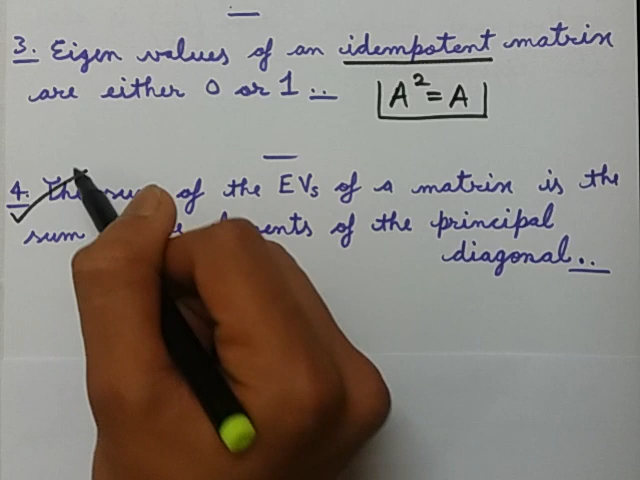 3. Eigen values of an idempotent matrix
are either 0 or 1..
A² = A
4. The sum of the EVs of a matrix is the
sum of the principal
diagonal..